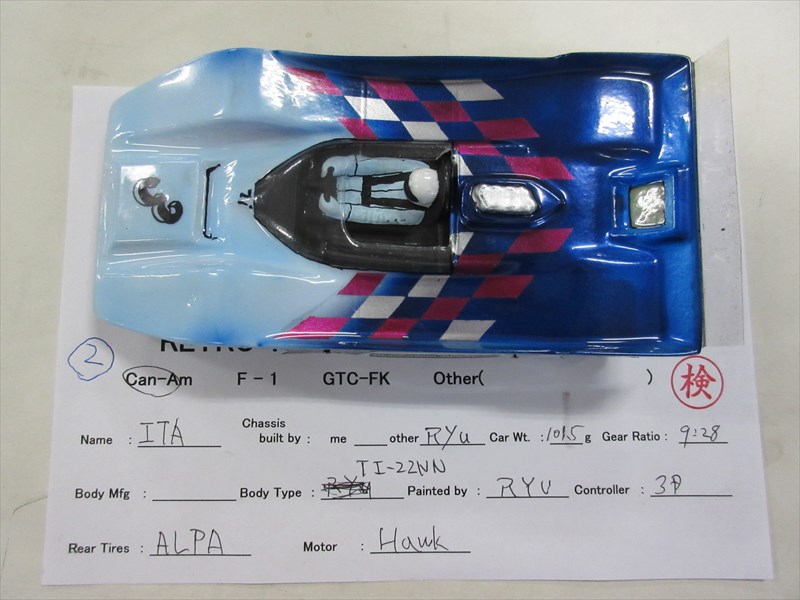 3
2
Can-Am F-1 GTC-FK Other( )
検
Name : ITA Chassis built by : me other RYU Car Wt. : 101.5 g Gear Ratio : 9:28
TI-22NN
Body Mfg : Body Type : Painted by : RYU Controller : 3P
Rear Tires : ALPA Motor : Hawk